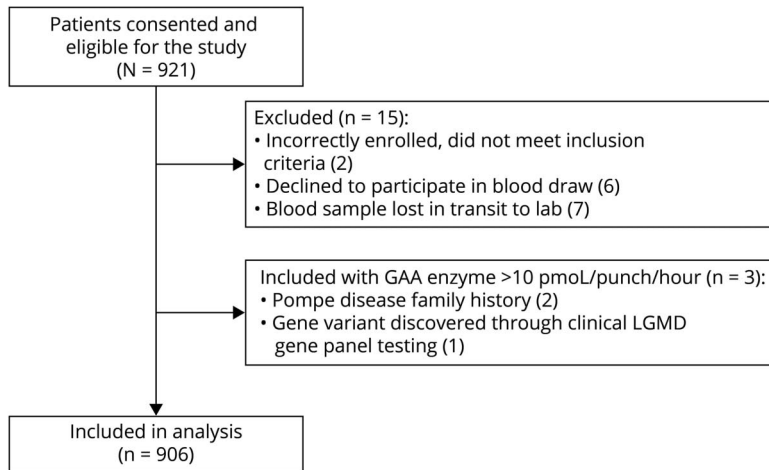 Patients consented and
eligible for the study
(N = 921)
Excluded (n = 15):
• Incorrectly enrolled, did not meet inclusion
criteria (2)
• Declined to participate in blood draw (6)
• Blood sample lost in transit to lab (7)
Included with GAA enzyme >10 pmoL/punch/hour (n = 3):
• Pompe disease family history (2)
• Gene variant discovered through clinical LGMD
gene panel testing (1)
Included in analysis
(n = 906)